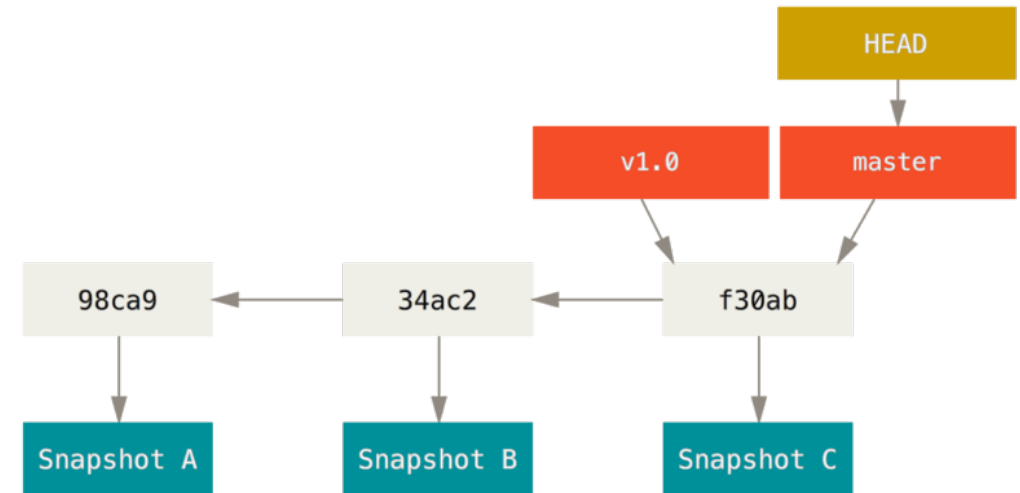 HEAD
v1.0
master
98ca9
34ac2
f30ab
Snapshot A
Snapshot B
Snapshot C